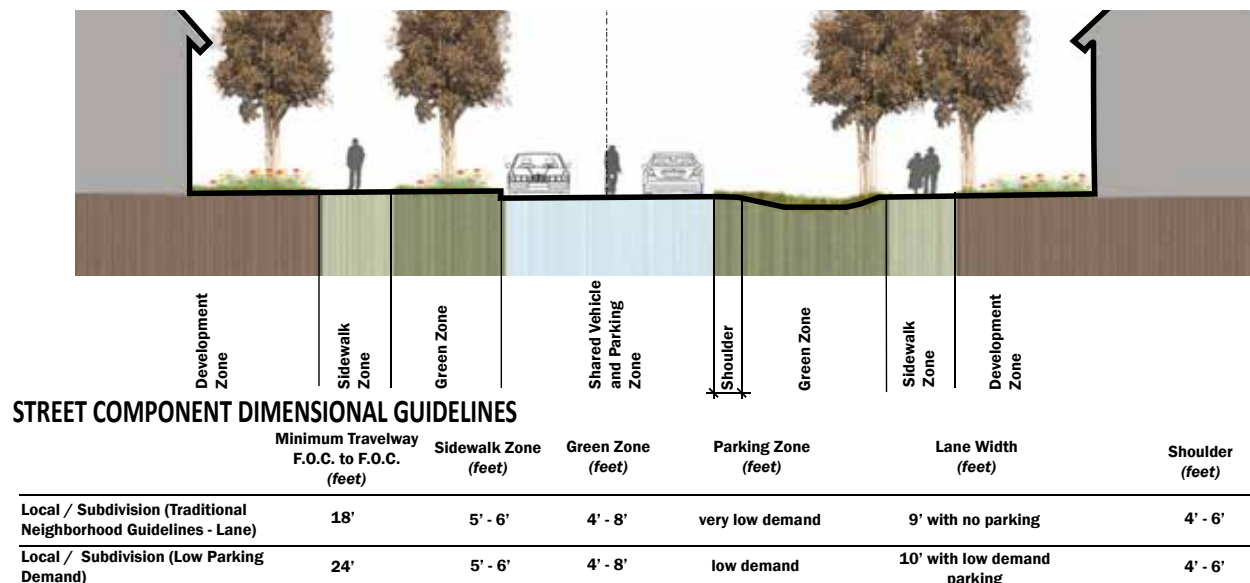 Development
Zone
Sidewalk
Zone
Green Zone
Shared Vehicle
and Parking
Zone
Shoulder
Green Zone
Sidewalk
Zone
Development
Zone
STREET COMPONENT DIMENSIONAL GUIDELINES
Minimum Travelway
F.O.C. to F.O.C.
(feet)
Sidewalk Zone
(feet)
Green Zone
(feet)
Parking Zone
(feet)
Lane Width
(feet)
Shoulder
(feet)
Local / Subdivision (Traditional
Neighborhood Guidelines - Lane)
18’
5’ - 6’
4’ - 8’
very low demand
9’ with no parking
4’ - 6’
Local / Subdivision (Low Parking
Demand)
24’
5’ - 6’
4’ - 8’
low demand
10’ with low demand
parking
4’ - 6’